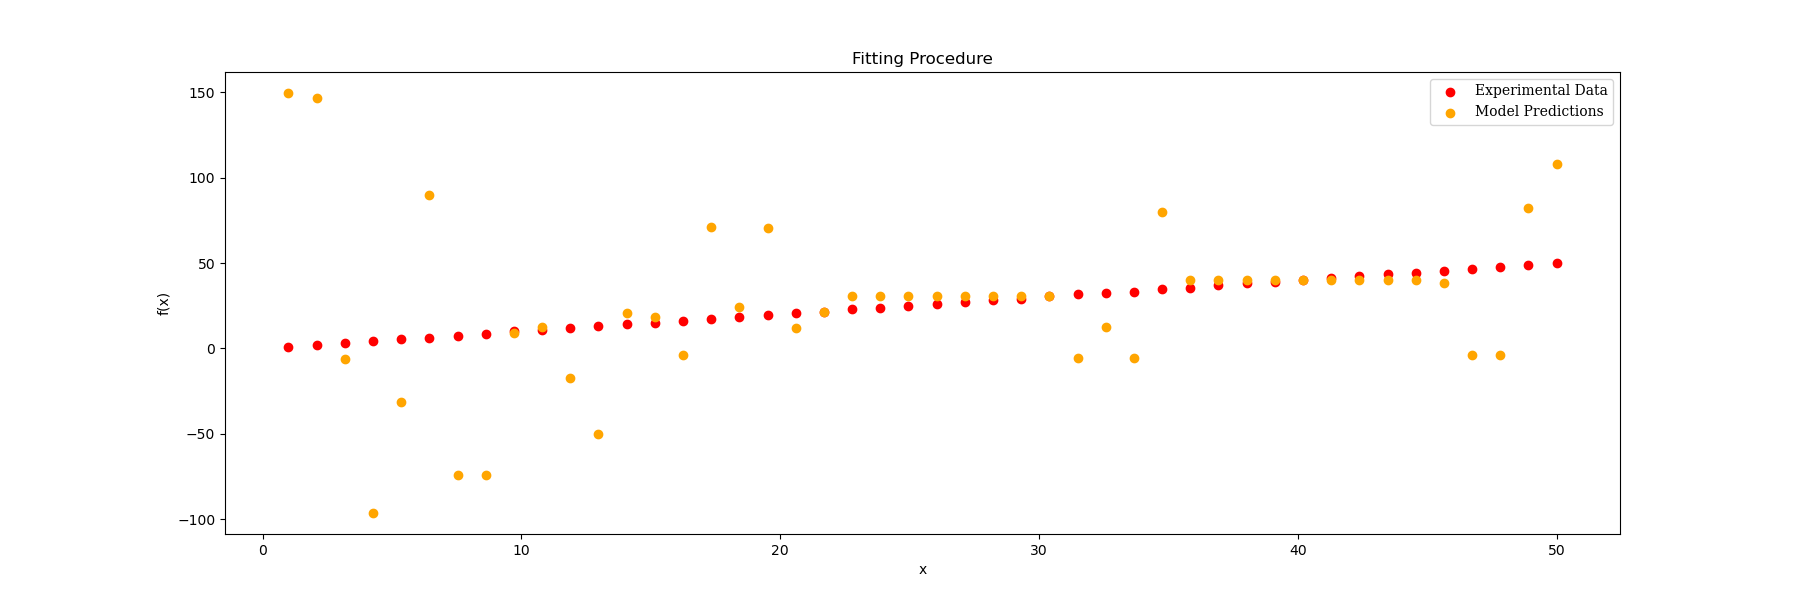 Fitting Procedure
Experimental Data
Model Predictions
f(x)
150
100
50
0
−50
−100
0
10
20
30
40
50
x